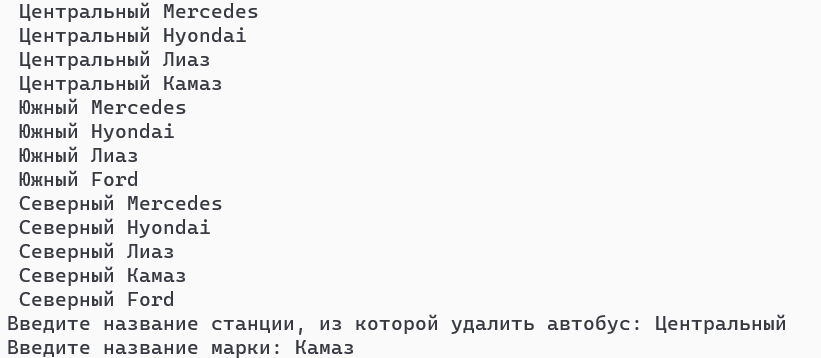 Центральный Mercedes
Центральный Hyondai
Центральный Лиаз
Центральный Камаз
Южный Mercedes
Южный Hyondai
Южный Лиаз
Южный Ford
Северный Mercedes
Северный Hyondai
Северный Лиаз
Северный Камаз
Северный Ford
Введите название станции, из которой удалить автобус: Центральный
Введите название марки: Камаз